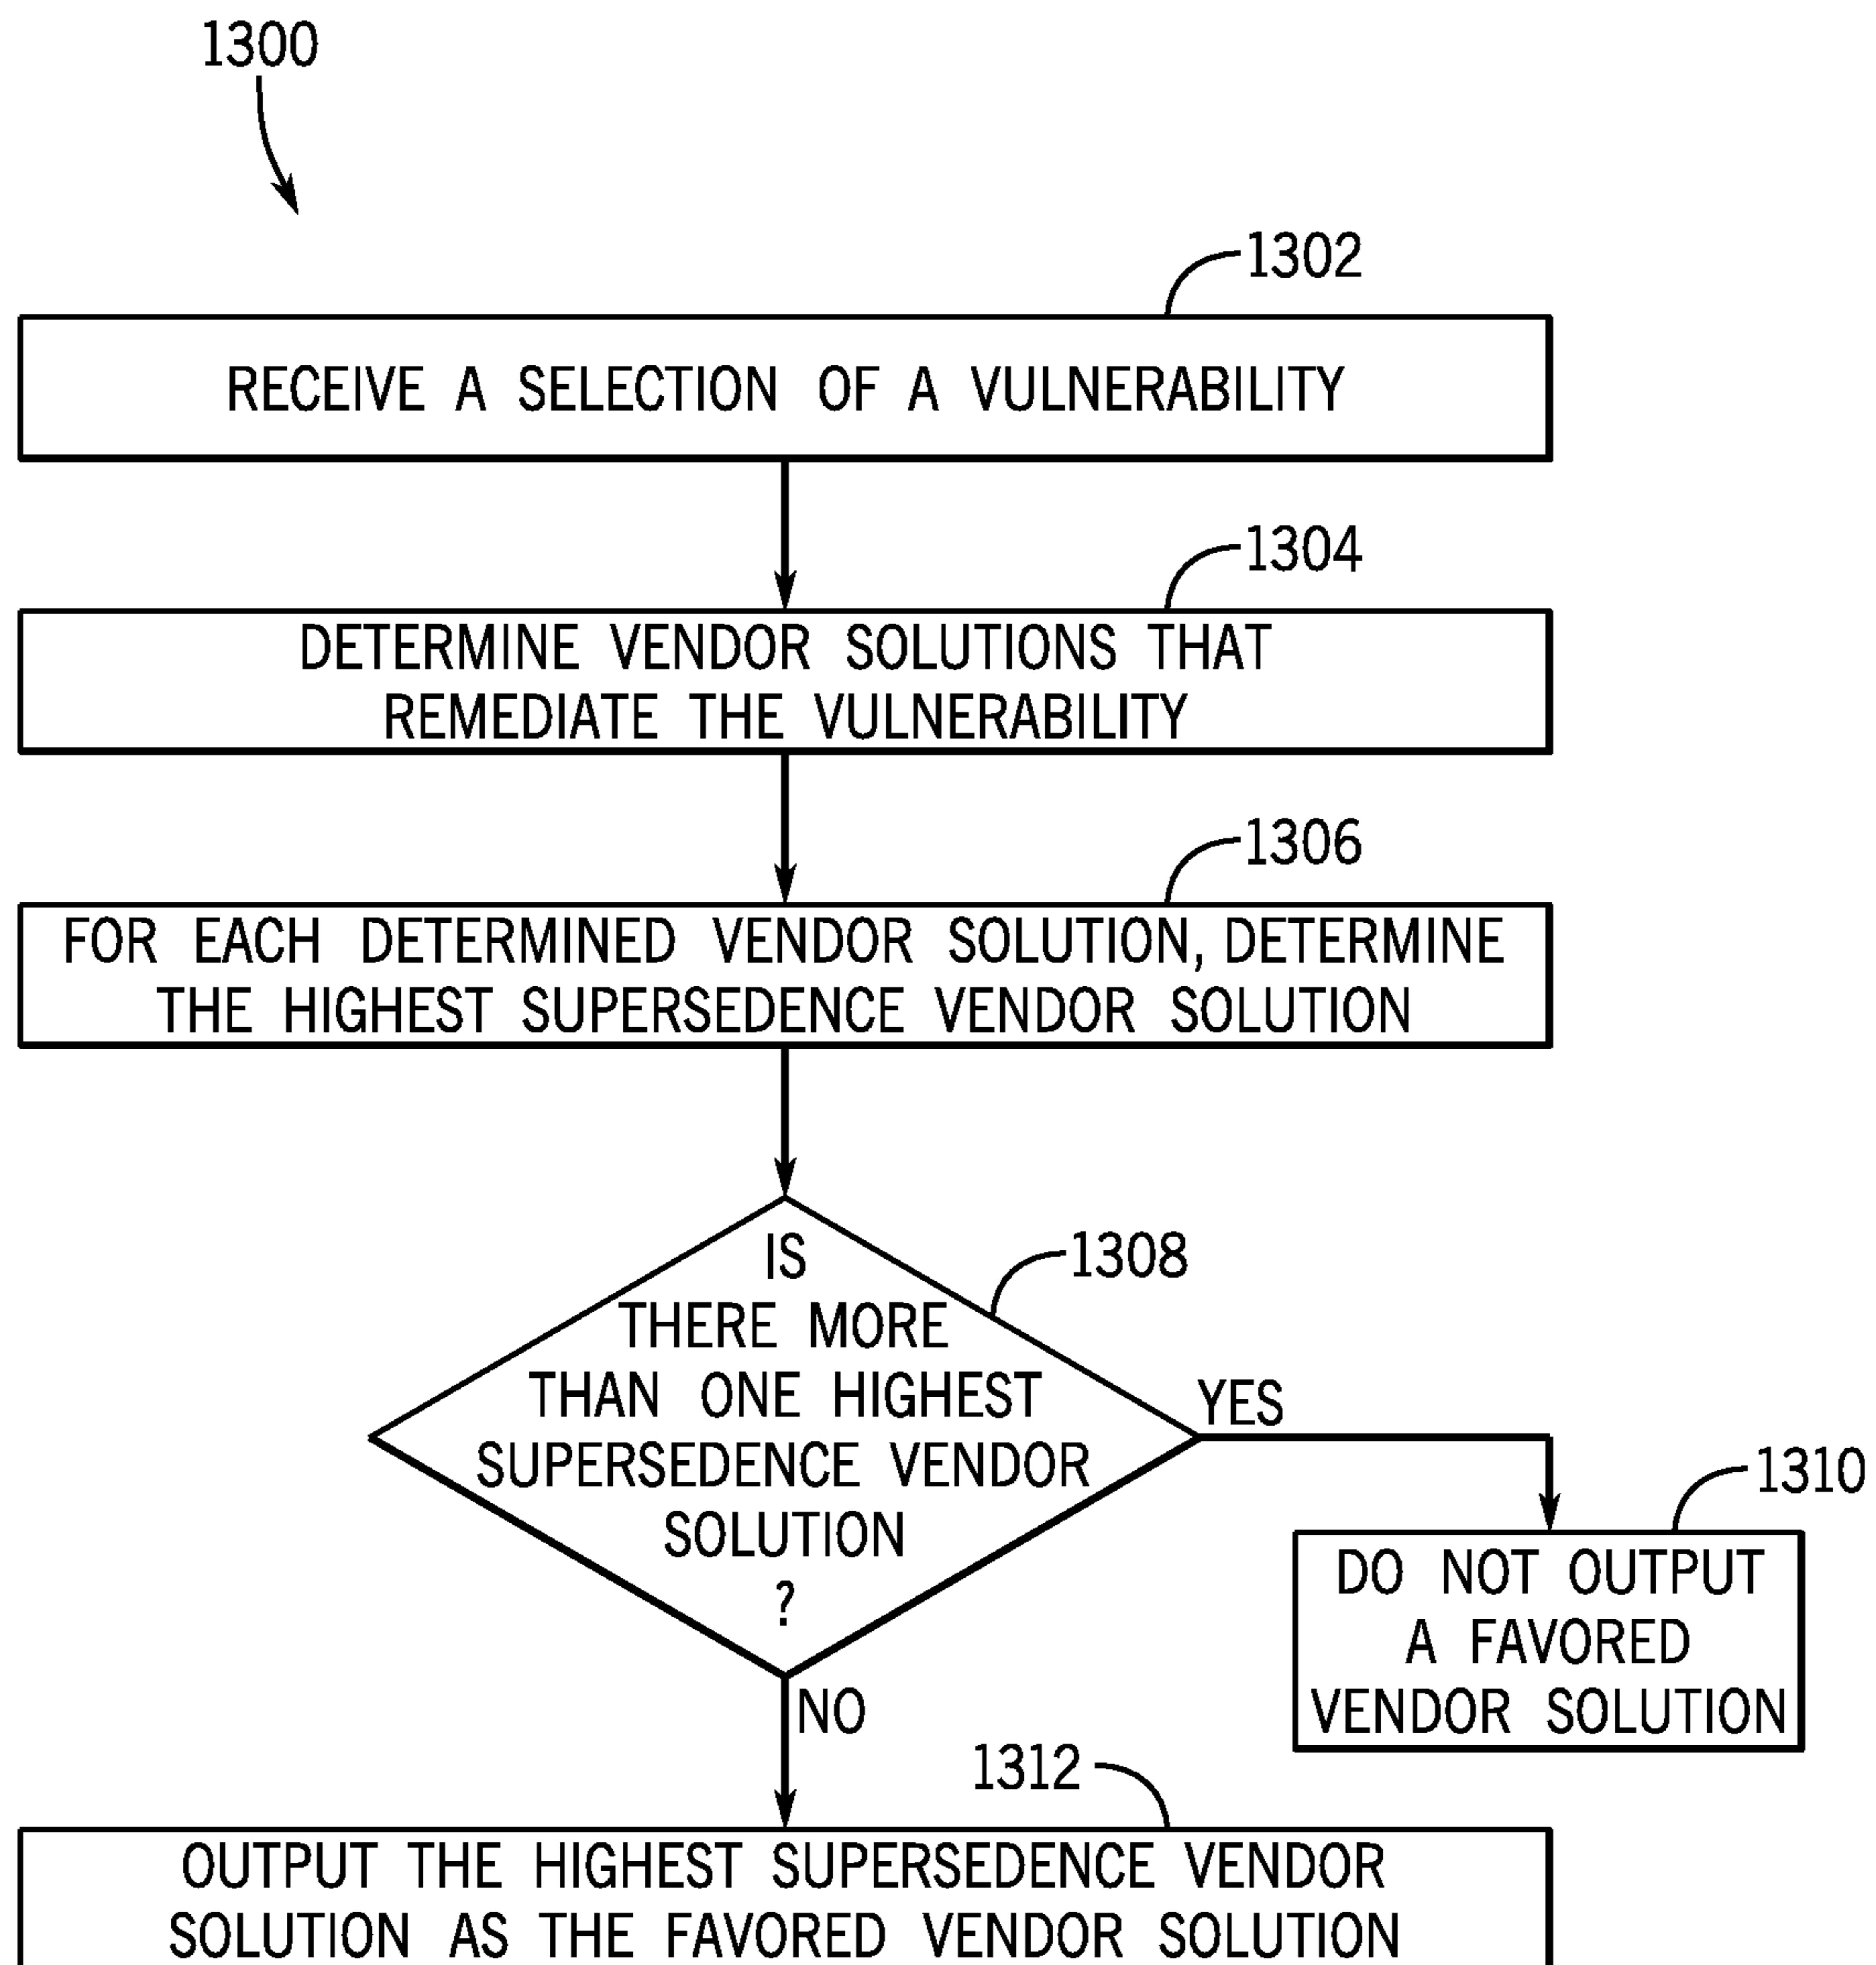 1300
1302
RECEIVE A SELECTION OF A VULNERABILITY
1304
DETERMINE VENDOR SOLUTIONS THAT
REMEDIATE THE VULNERABILITY
1306
FOR EACH DETERMINED VENDOR SOLUTION, DETERMINE
THE HIGHEST SUPERSEDENCE VENDOR SOLUTION
1308
IS
THERE MORE
THAN ONE HIGHEST
SUPERSEDENCE VENDOR
SOLUTION
?
YES
1310
DO NOT OUTPUT
A FAVORED
VENDOR SOLUTION
NO
1312
OUTPUT THE HIGHEST SUPERSEDENCE VENDOR
SOLUTION AS THE FAVORED VENDOR SOLUTION